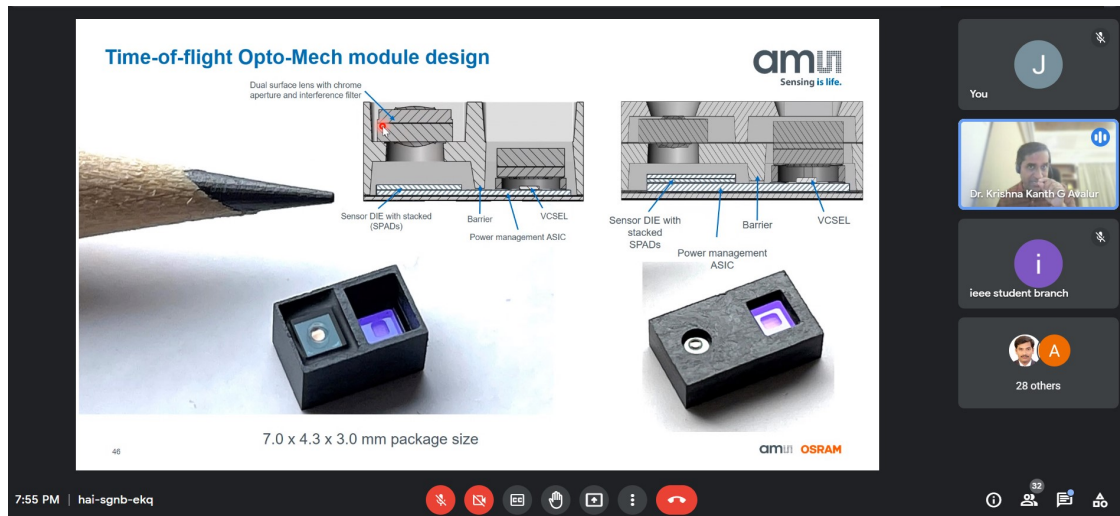 Time-of-flight Opto-Mech module design
am
Sensing is life.
Dual surface lens with chrome
aperture and interference filter
Sensor DIE with stacked
(SPADs)
Barrier
VCSEL
Power management ASIC
Sensor DIE with
stacked
SPADs
Barrier
VCSEL
Power management
ASIC
7.0 x 4.3 x 3.0 mm package size
46
am OSRAM
J
You
Dr. Krishna Kanth G Avalur
i
ieee student branch
A
28 others
7:55 PM | hai-sgnb-ekq
CC
32